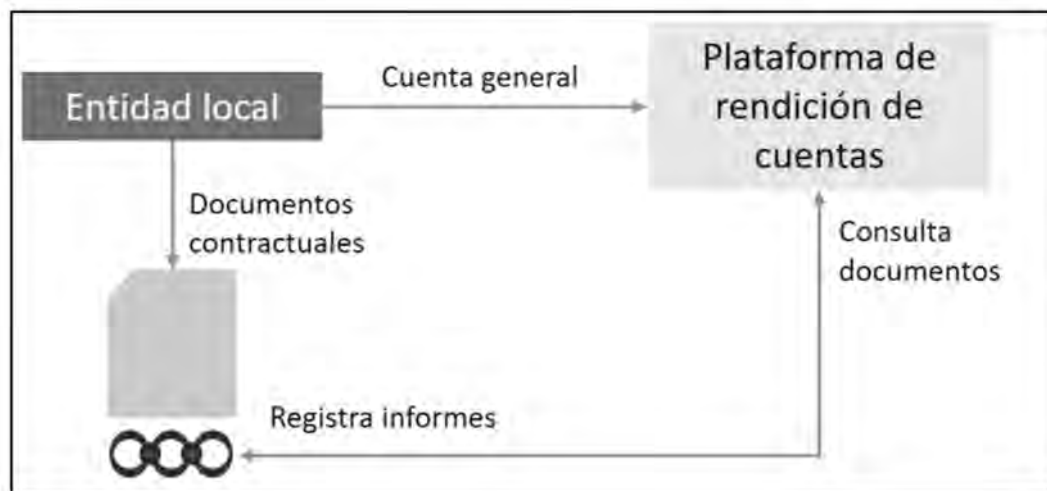 Entidad local
Cuenta general
Plataforma de
rendición de
cuentas
Documentos
contractuales
Consulta
documentos
Registra informes